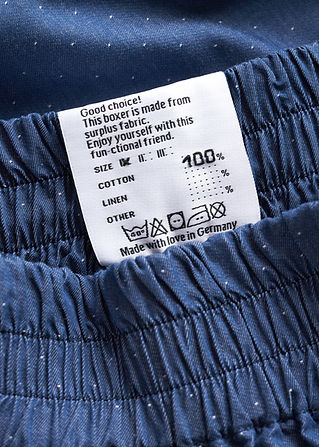 Good choice!
This boxer is made from
surplus fabric.
Enjoy yourself with this
fun-ctional friend.
SIZE
COTTON 100%
LINEN %
OTHER %
Made with love in Germany